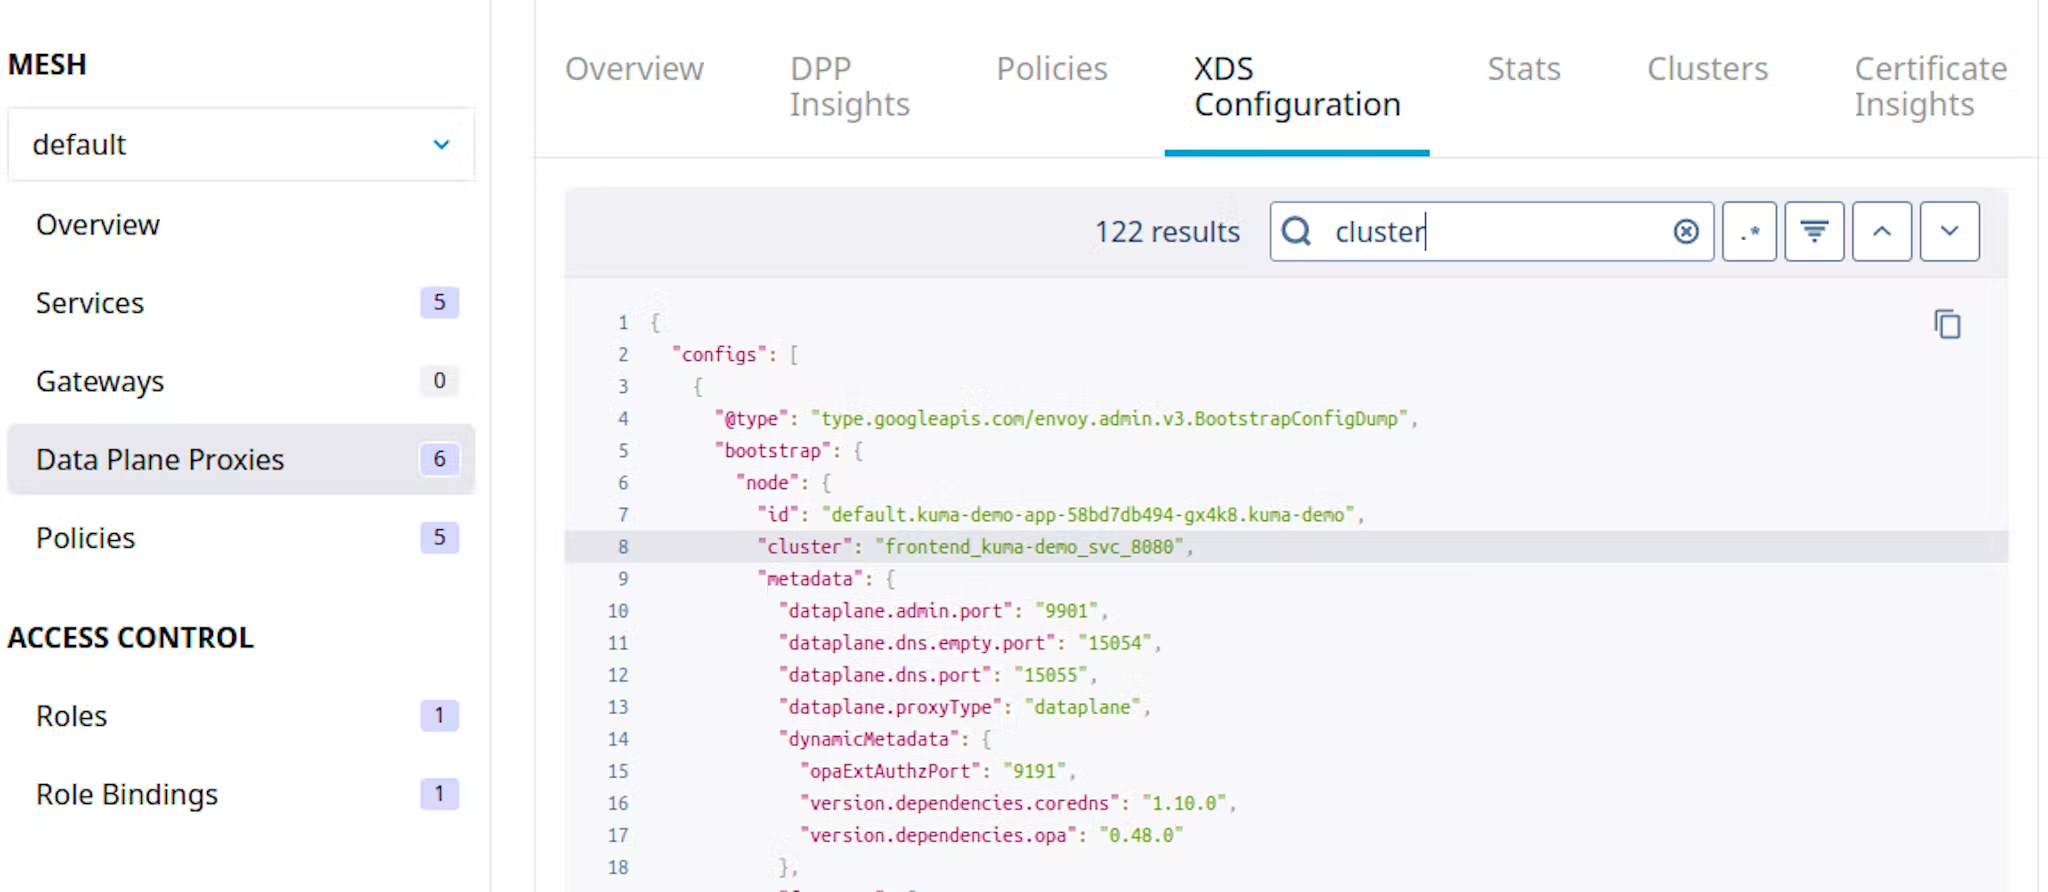 MESH
default
Overview
Services 5
Gateways 0
Data Plane Proxies 6
Policies 5
ACCESS CONTROL
Roles 1
Role Bindings 1
Overview
DPP
Insights
Policies
XDS
Configuration
Stats
Clusters
Certificate
Insights
122 results cluster .*
1 {
2 "configs": [
3 {
4 "@type": "type.googleapis.com/envoy.admin.v3.BootstrapConfigDump",
5 "bootstrap": {
6 "node": {
7 "id": "default.kuma-demo-app-58bd7db494-gx4k8.kuma-demo",
8 "cluster": "frontend_kuma-demo_svc_8080",
9 "metadata": {
10 "dataplane.admin.port": "9901",
11 "dataplane.dns.empty.port": "15054",
12 "dataplane.dns.port": "15055",
13 "dataplane.proxyType": "dataplane",
14 "dynamicMetadata": {
15 "opaExtAuthzPort": "9191",
16 "version.dependencies.coredns": "1.10.0",
17 "version.dependencies.opa": "0.48.0"
18 },